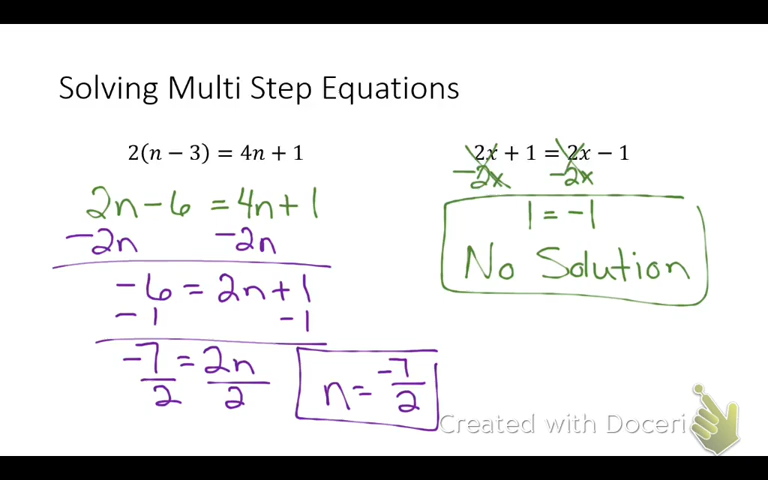 Solving Multi Step Equations
2(n − 3) = 4n + 1
2n − 6 = 4n + 1
−2n −2n
−6 = 2n + 1
−1 −1
−7/2 = 2n/2
n = −7/2
2x + 1 = 2x − 1
−2x −2x
1 = −1
No Solution
Created with Doceri